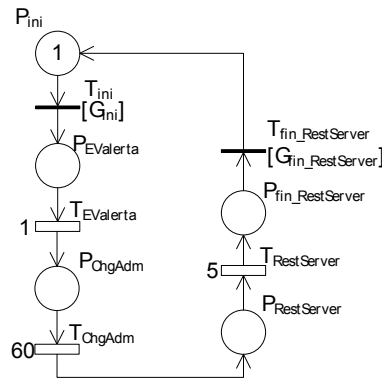 P_ini
1
T_ini
[G_ini]
P_EValerta
1
T_EValerta
P_ChgAdm
60
T_ChgAdm
T_fin_RestServer
[G_fin_RestServer]
P_fin_RestServer
5
T_RestServer
P_RestServer